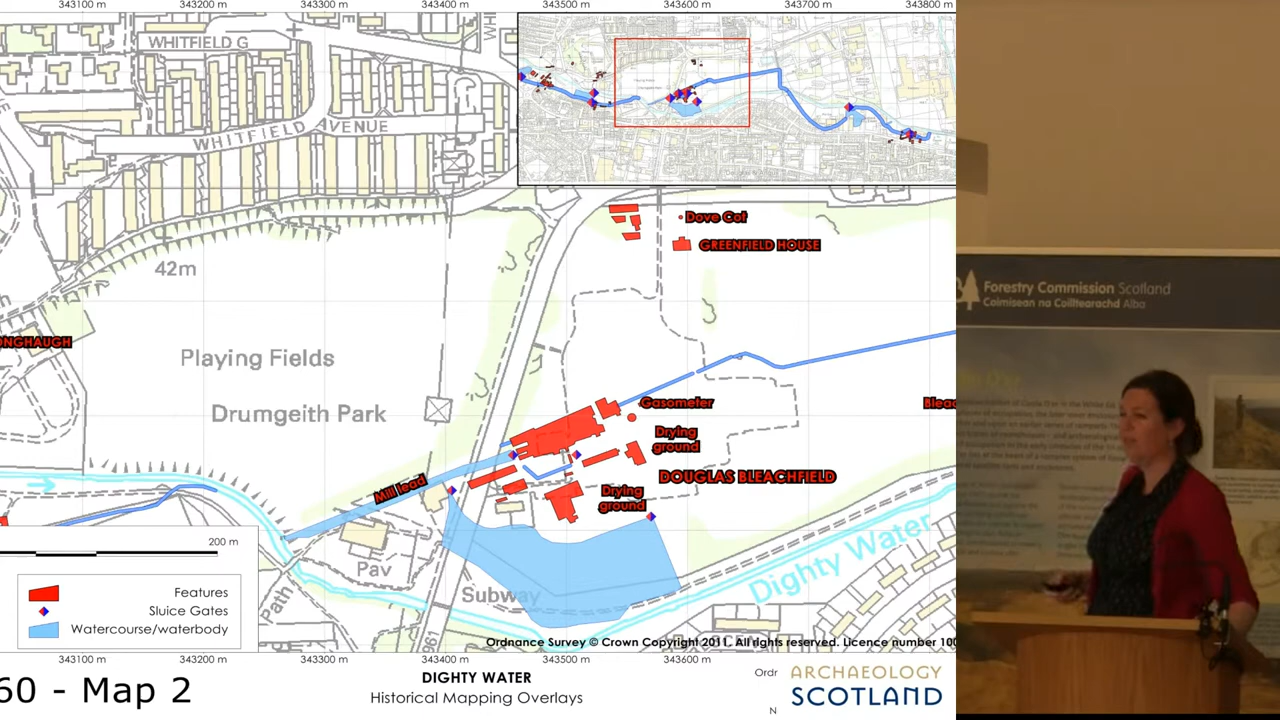 343100 m
343200 m
343300 m
343400 m
343500 m
343600 m
343700 m
343800 m
WHITFIELD G
WHITFIELD AVENUE
Dove Cot
GREENFIELD HOUSE
42m
ONGHAUGH
Playing Fields
Drumgeith Park
Gasometer
Bleac
Drying
ground
DOUGLAS BLEACHFIELD
Mill lead
Drying
ground
Dighty Water
Pav
Subway
Path
200 m
Features
Sluice Gates
Watercourse/waterbody
Ordnance Survey © Crown Copyright 2011. All rights reserved. Licence number 100
343100 m
343200 m
343300 m
343400 m
343500 m
343600 m
60 - Map 2
DIGHTY WATER
Historical Mapping Overlays
Ordr
N
ARCHAEOLOGY
SCOTLAND
Forestry Commission Scotland
Coimisean na Coilltearachd Alba